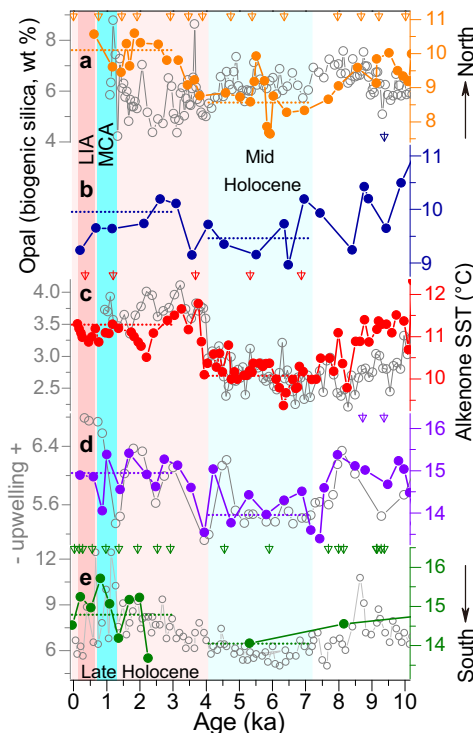 a
11
10
9
8
8
6
4
North
LIA
MCA
Mid
Holocene
Opal (biogenic silica, wt %)
b
11
10
9
c
4.0
3.5
3.0
2.5
12
11
10
Alkenone SST (°C)
d
6.4
5.6
16
15
14
- upwelling +
e
12
9
6
16
15
14
South
Late Holocene
0 1 2 3 4 5 6 7 8 9 10
Age (ka)